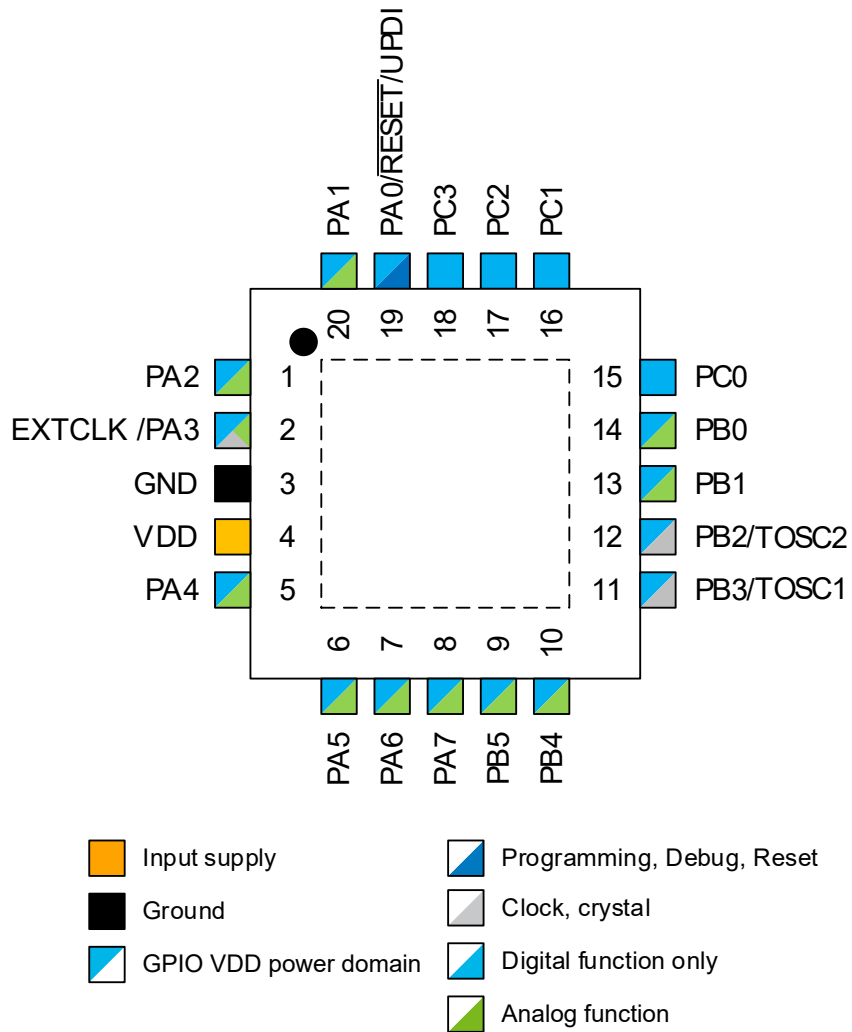 PA1
PA0/RESET/UPDI
PC3
PC2
PC1
20
19
18
17
16
PA2
1
15
PC0
EXTCLK /PA3
2
14
PB0
GND
3
13
PB1
VDD
4
12
PB2/TOSC2
PA4
5
11
PB3/TOSC1
6
7
8
9
10
PA5
PA6
PA7
PB5
PB4
Input supply
Programming, Debug, Reset
Ground
Clock, crystal
GPIO VDD power domain
Digital function only
Analog function